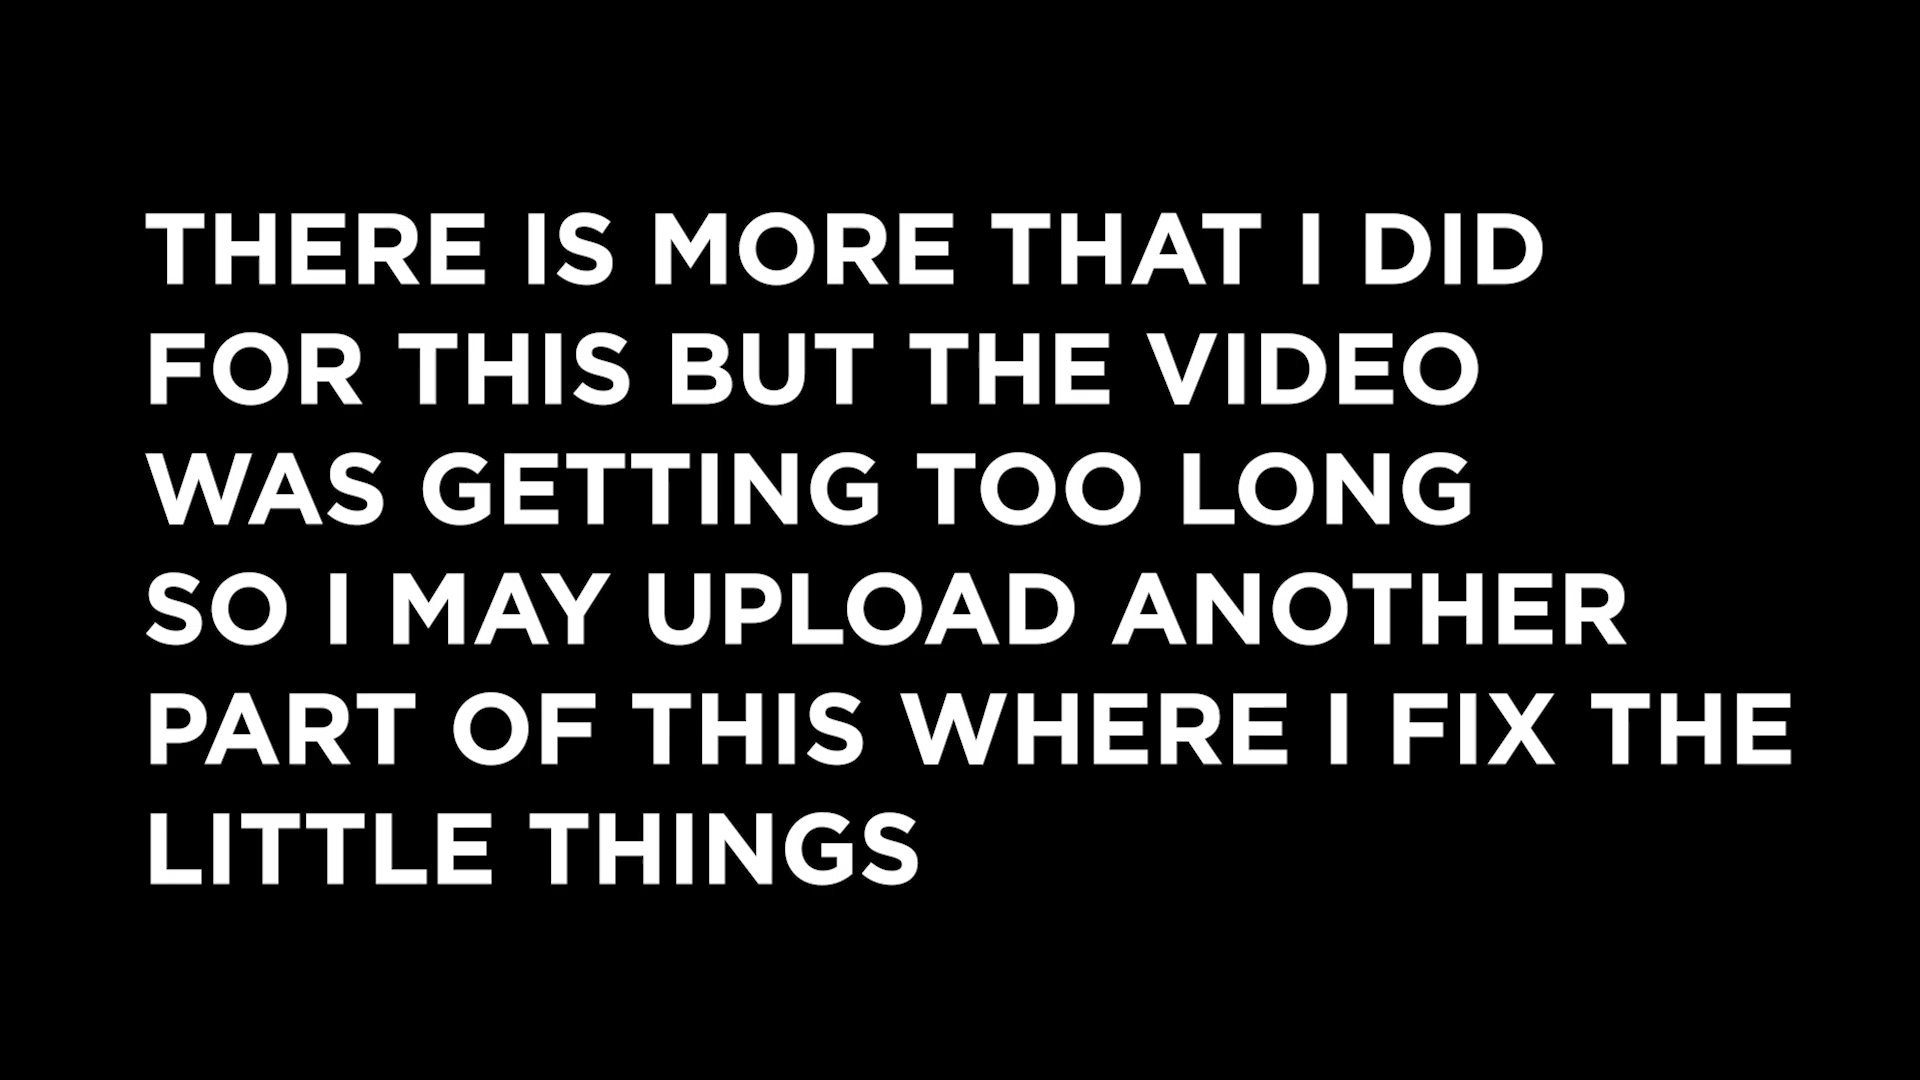 THERE IS MORE THAT I DID
FOR THIS BUT THE VIDEO
WAS GETTING TOO LONG
SO I MAY UPLOAD ANOTHER
PART OF THIS WHERE I FIX THE
LITTLE THINGS